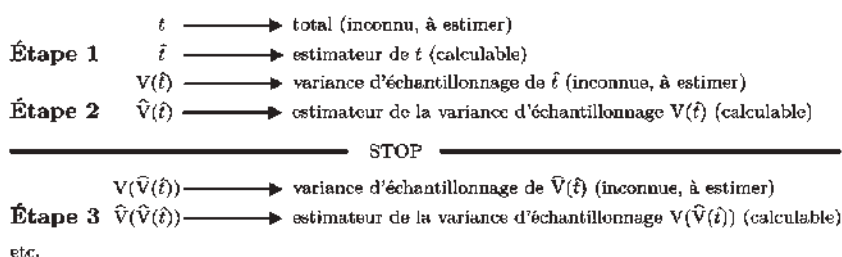 t ⟶ total (inconnu, à estimer)
Étape 1 t̂ ⟶ estimateur de t (calculable)
V(t̂) ⟶ variance d'échantillonnage de t̂ (inconnue, à estimer)
Étape 2 V̂(t̂) ⟶ estimateur de la variance d'échantillonnage V(t̂) (calculable)
STOP
V(V̂(t̂)) ⟶ variance d'échantillonnage de V̂(t̂) (inconnue, à estimer)
Étape 3 V̂(V̂(t̂)) ⟶ estimateur de la variance d'échantillonnage V(V̂(t̂)) (calculable)
etc.